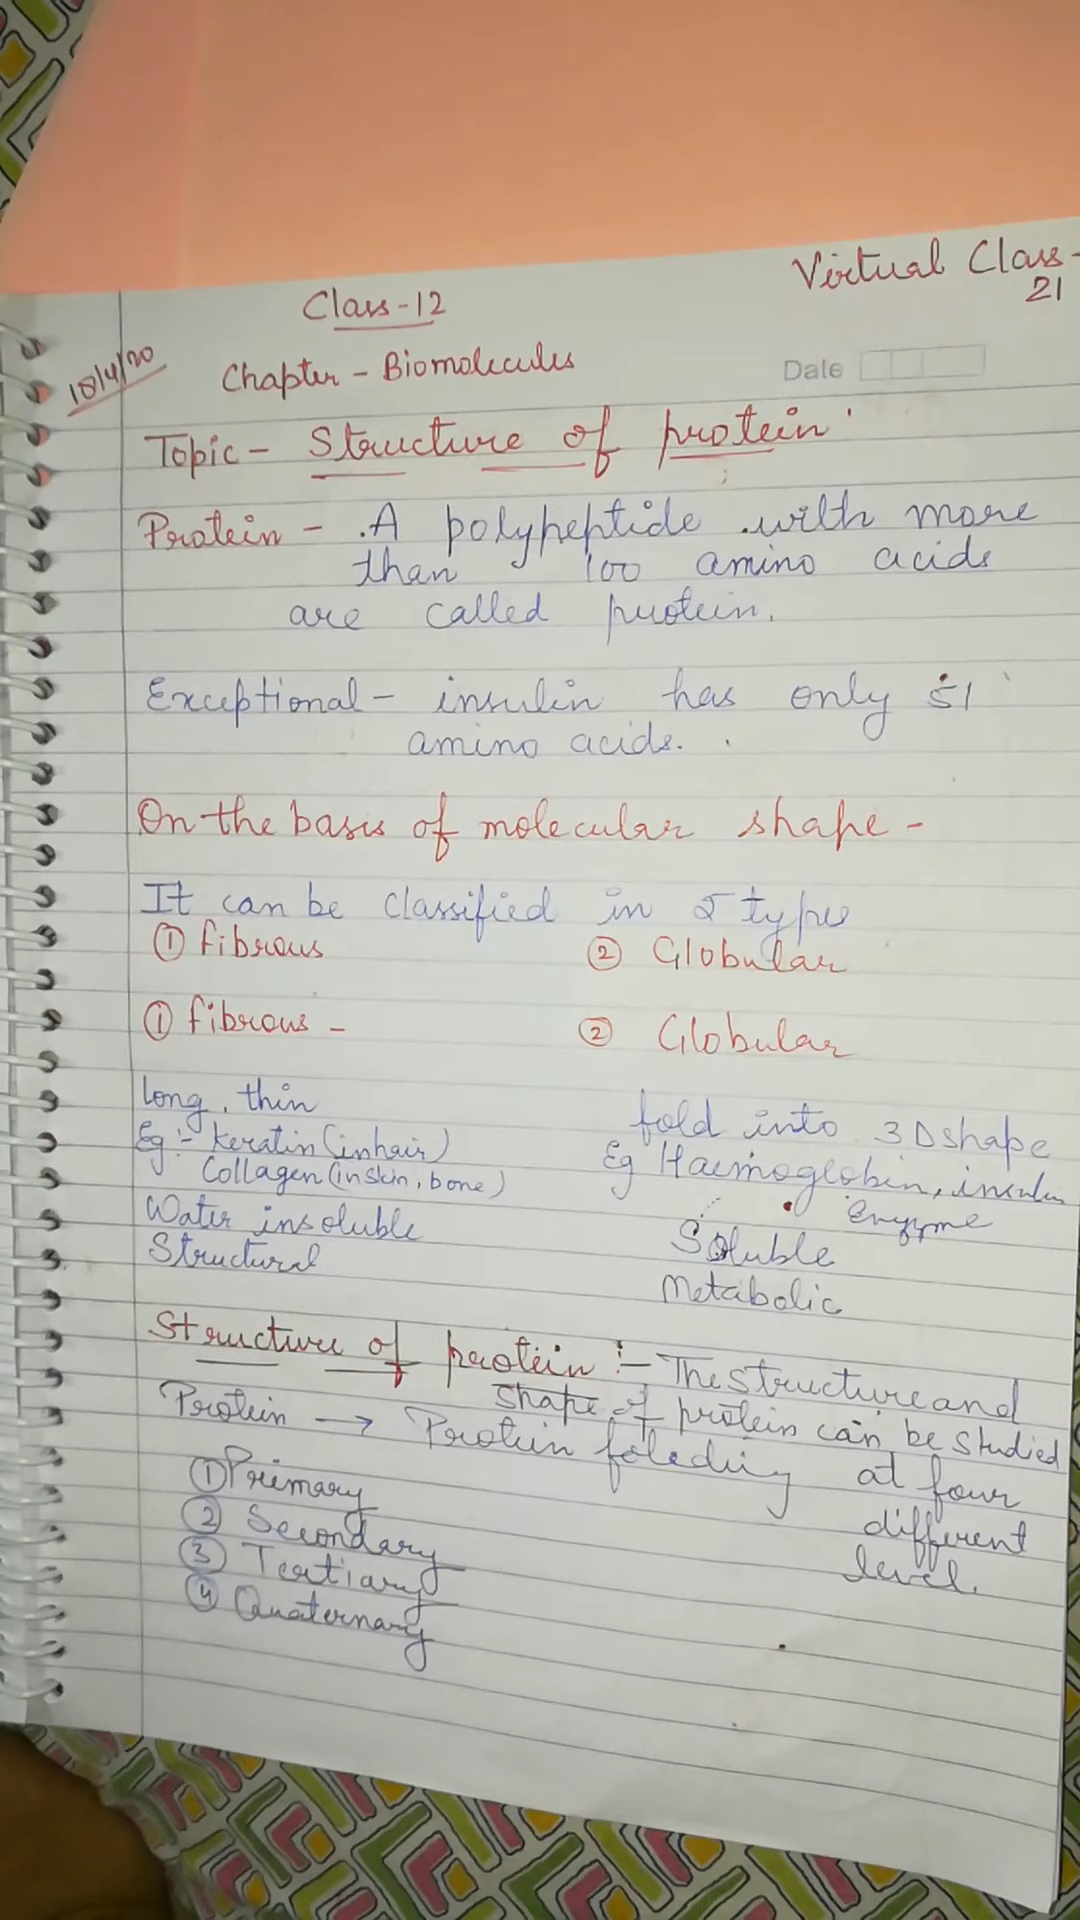 Virtual Class-
21
Class-12
18/4/20
Chapter - Biomolecules
Date
Topic - Structure of protein
Protein - A polypeptide with more
than 100 amino acids
are called protein.
Exceptional - insulin has only 51
amino acids.
On the basis of molecular shape -
It can be classified in 2 types
① fibrous ② Globular
① fibrous - ② Globular
long, thin fold into 3D shape
Eg :- keratin (in hair) Eg Haemoglobin, insulin
Collagen (in skin, bone) enzyme
Water insoluble Soluble
Structural Metabolic
Structure of protein :- The structure and
shape of protein can be studied
Protein → Protein foleding at four
① Primary different
② Secondary level.
③ Tertiary
④ Quaternary